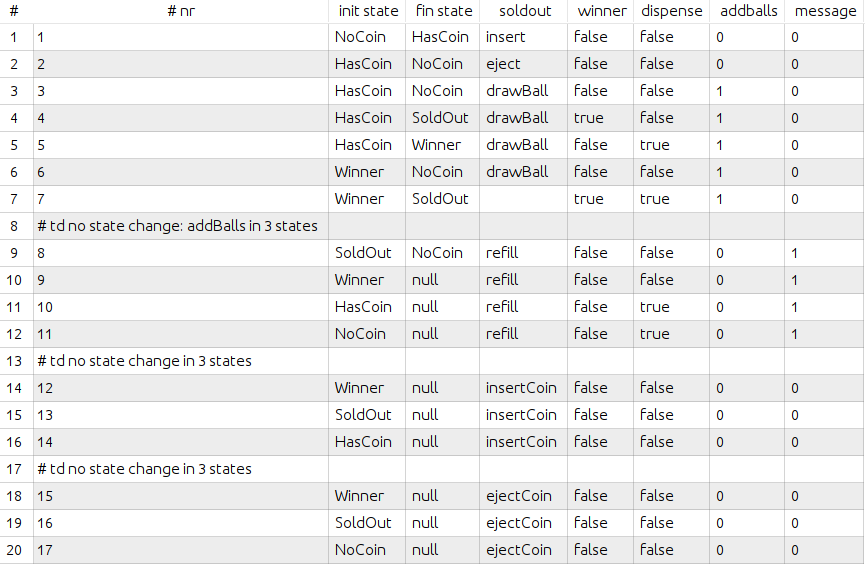 # # nr init state fin state soldout winner dispense addballs message
1 1 NoCoin HasCoin insert false false 0 0
2 2 HasCoin NoCoin eject false false 0 0
3 3 HasCoin NoCoin drawBall false false 1 0
4 4 HasCoin SoldOut drawBall true false 1 0
5 5 HasCoin Winner drawBall false true 1 0
6 6 Winner NoCoin drawBall false false 1 0
7 7 Winner SoldOut true true 1 0
8 # td no state change: addBalls in 3 states
9 8 SoldOut NoCoin refill false false 0 1
10 9 Winner null refill false false 0 1
11 10 HasCoin null refill false true 0 1
12 11 NoCoin null refill false true 0 1
13 # td no state change in 3 states
14 12 Winner null insertCoin false false 0 0
15 13 SoldOut null insertCoin false false 0 0
16 14 HasCoin null insertCoin false false 0 0
17 # td no state change in 3 states
18 15 Winner null ejectCoin false false 0 0
19 16 SoldOut null ejectCoin false false 0 0
20 17 NoCoin null ejectCoin false false 0 0